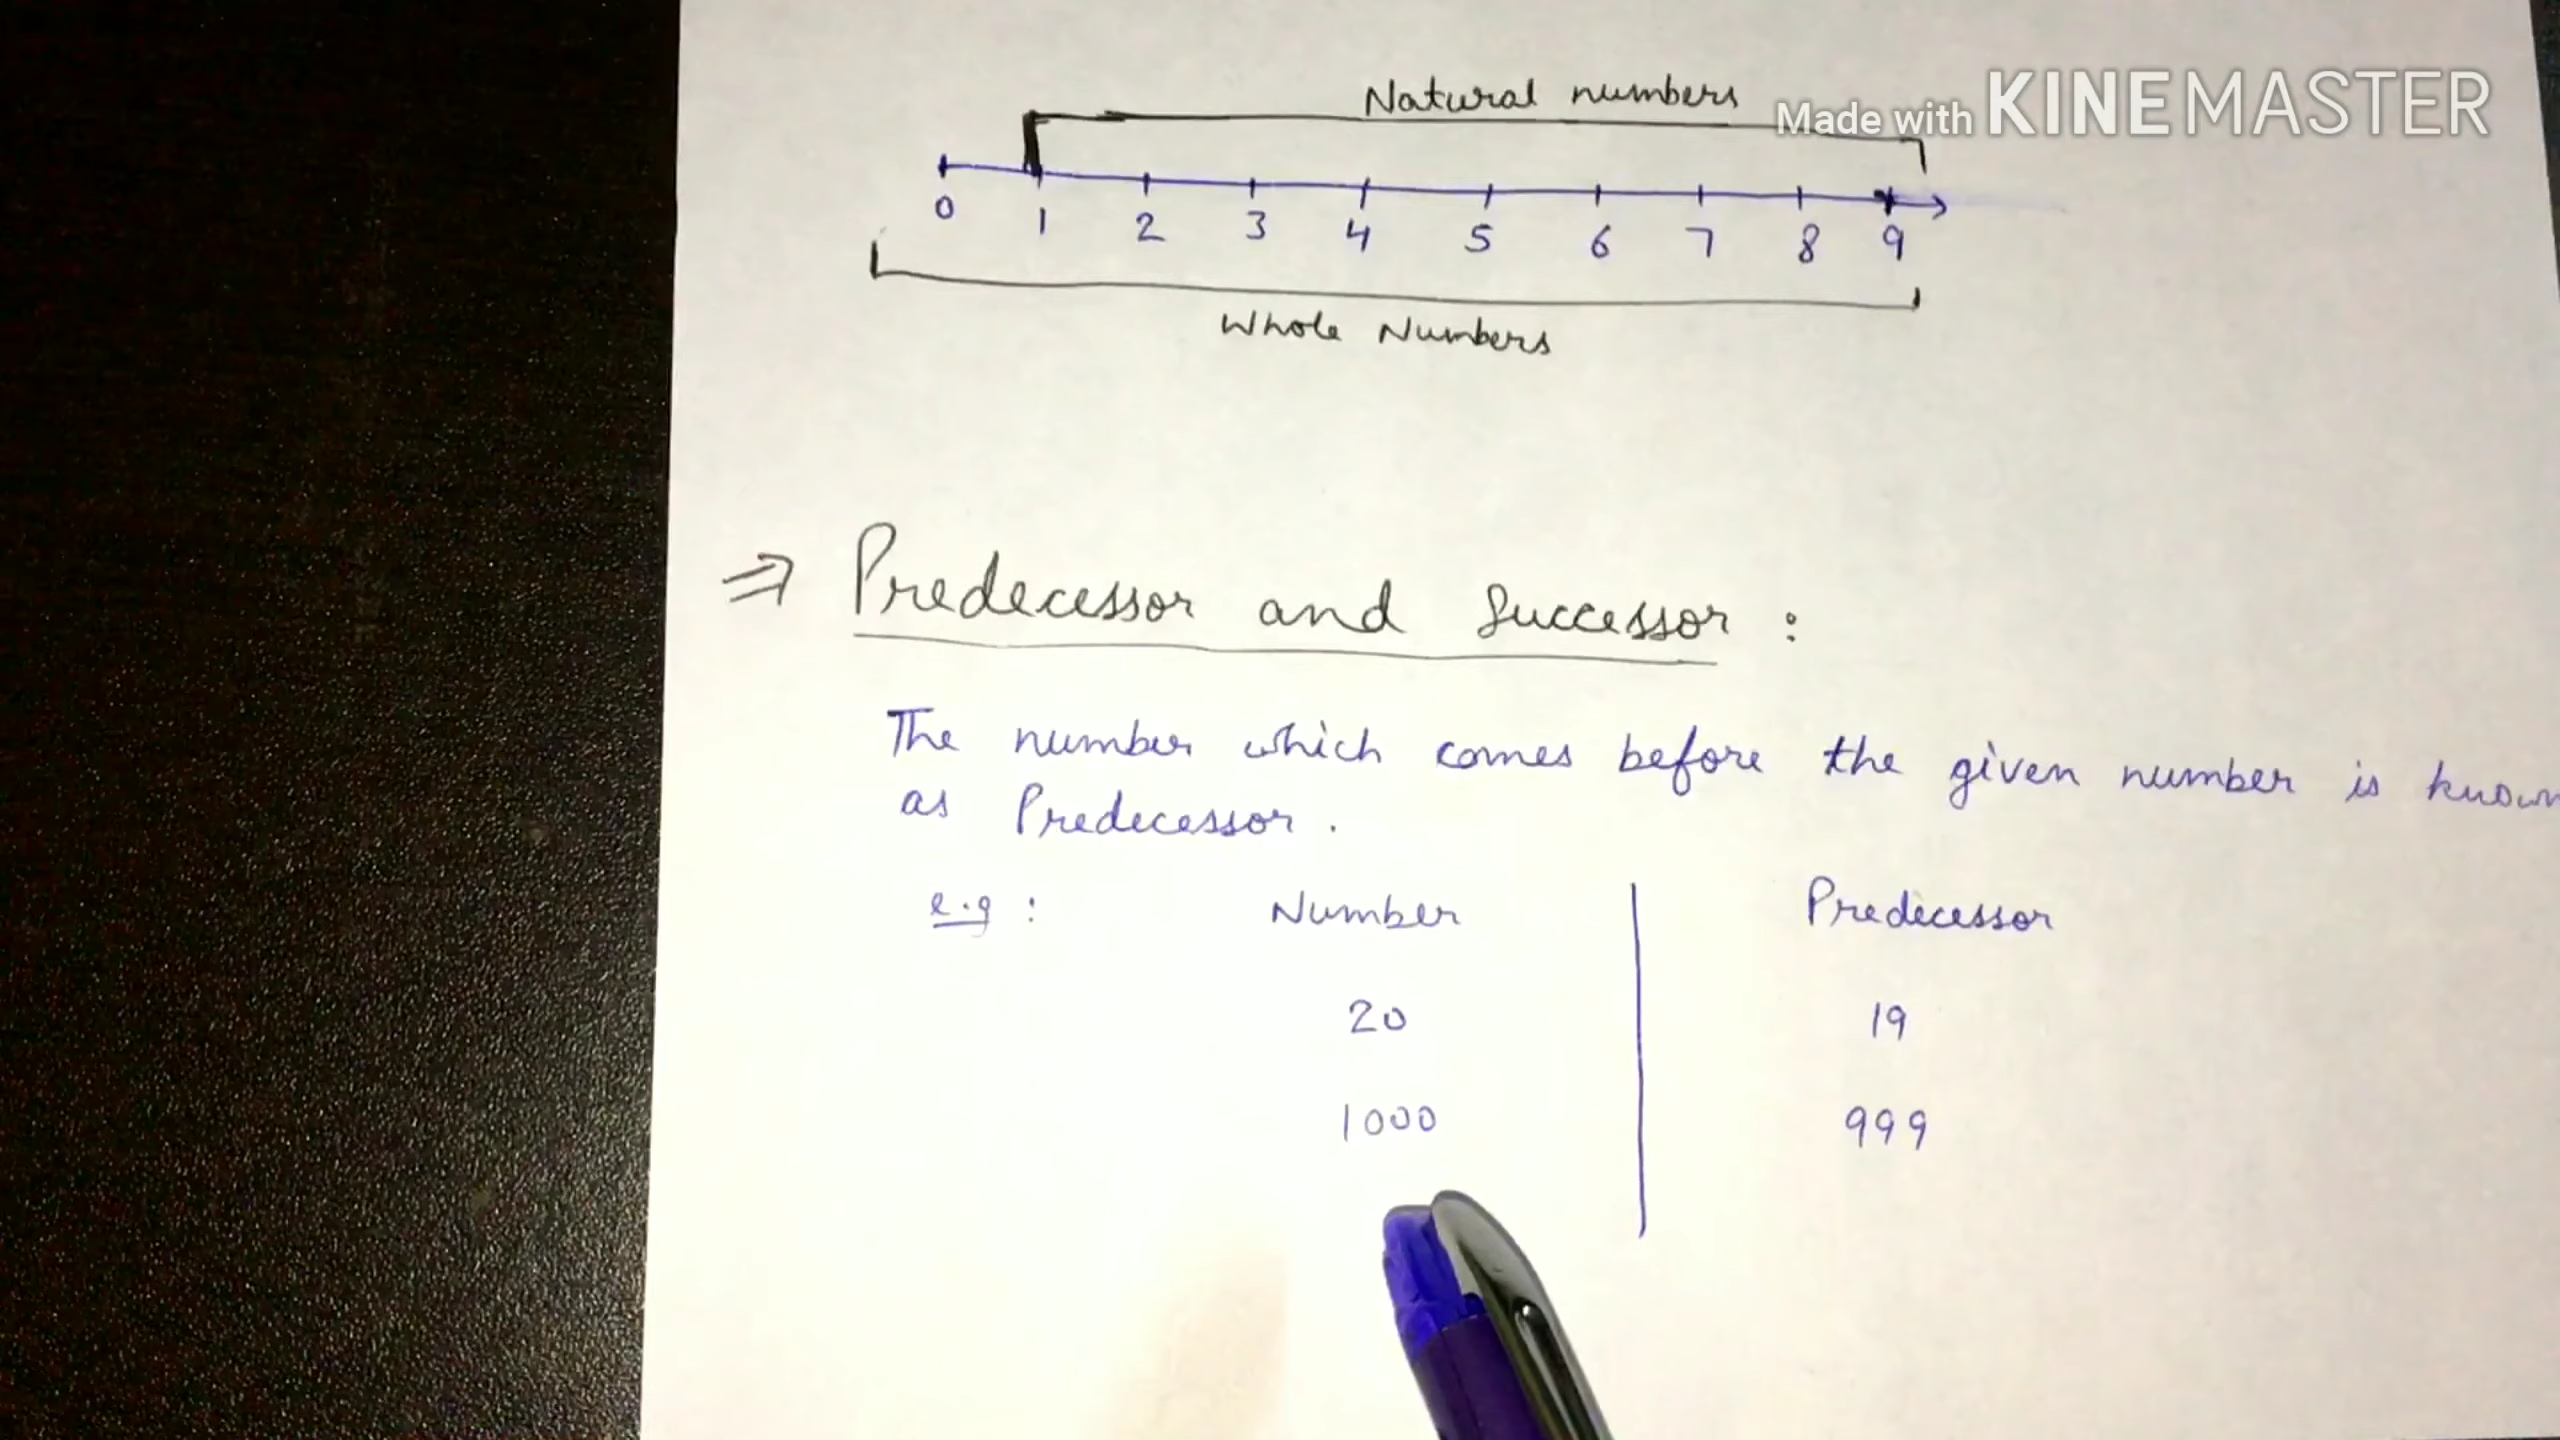 Natural numbers
Made with KINEMASTER
0 1 2 3 4 5 6 7 8 9
Whole Numbers
⇒ Predecessor and Successor :
The number which comes before the given number is known
as Predecessor.
e.g : Number Predecessor
20 19
1000 999